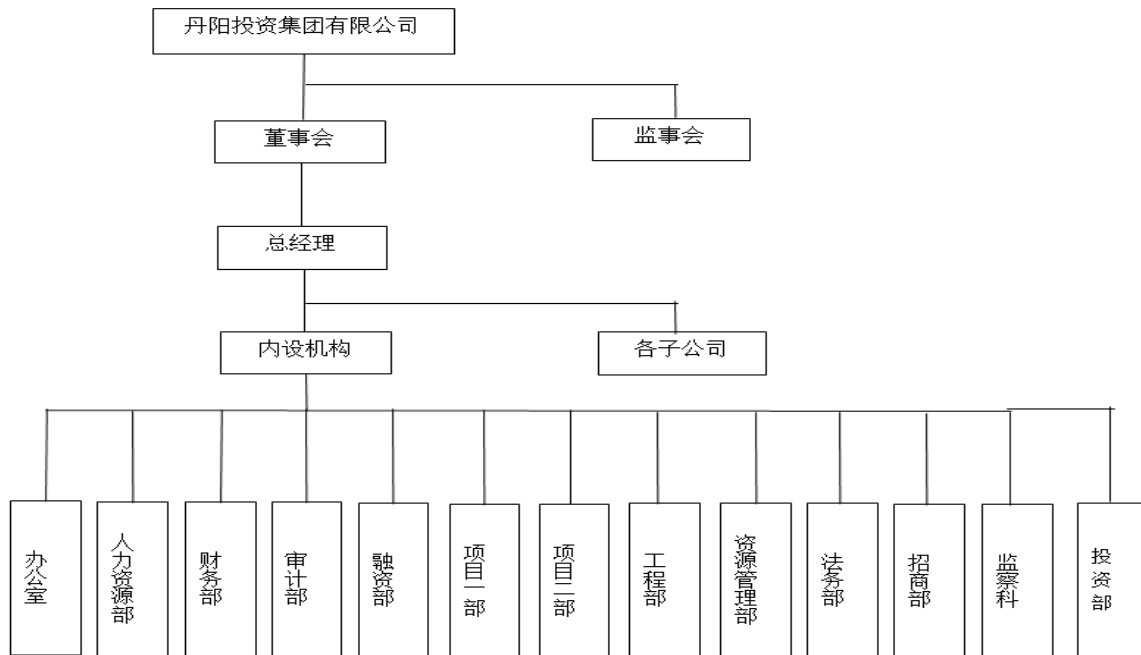 丹阳投资集团有限公司
董事会
监事会
总经理
内设机构
各子公司
办公室
人力资源部
财务部
审计部
融资部
项目一部
项目二部
工程部
资源管理部
法务部
招商部
监察科
投资部